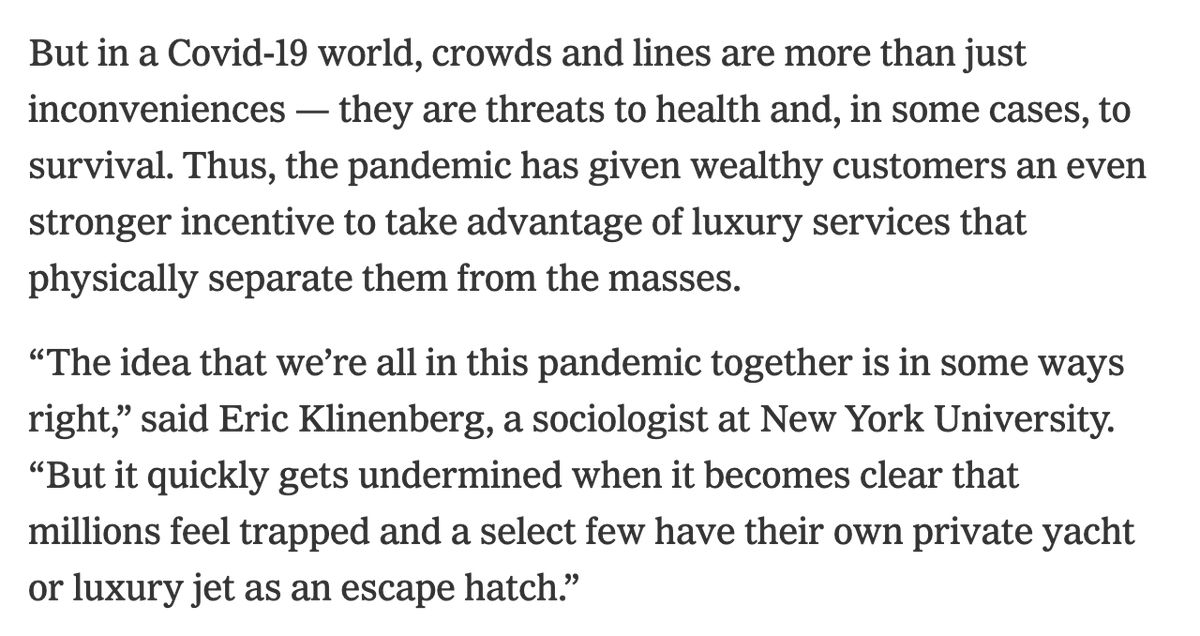 But in a Covid-19 world, crowds and lines are more than just
inconveniences — they are threats to health and, in some cases, to
survival. Thus, the pandemic has given wealthy customers an even
stronger incentive to take advantage of luxury services that
physically separate them from the masses.
“The idea that we’re all in this pandemic together is in some ways
right,” said Eric Klinenberg, a sociologist at New York University.
“But it quickly gets undermined when it becomes clear that
millions feel trapped and a select few have their own private yacht
or luxury jet as an escape hatch.”